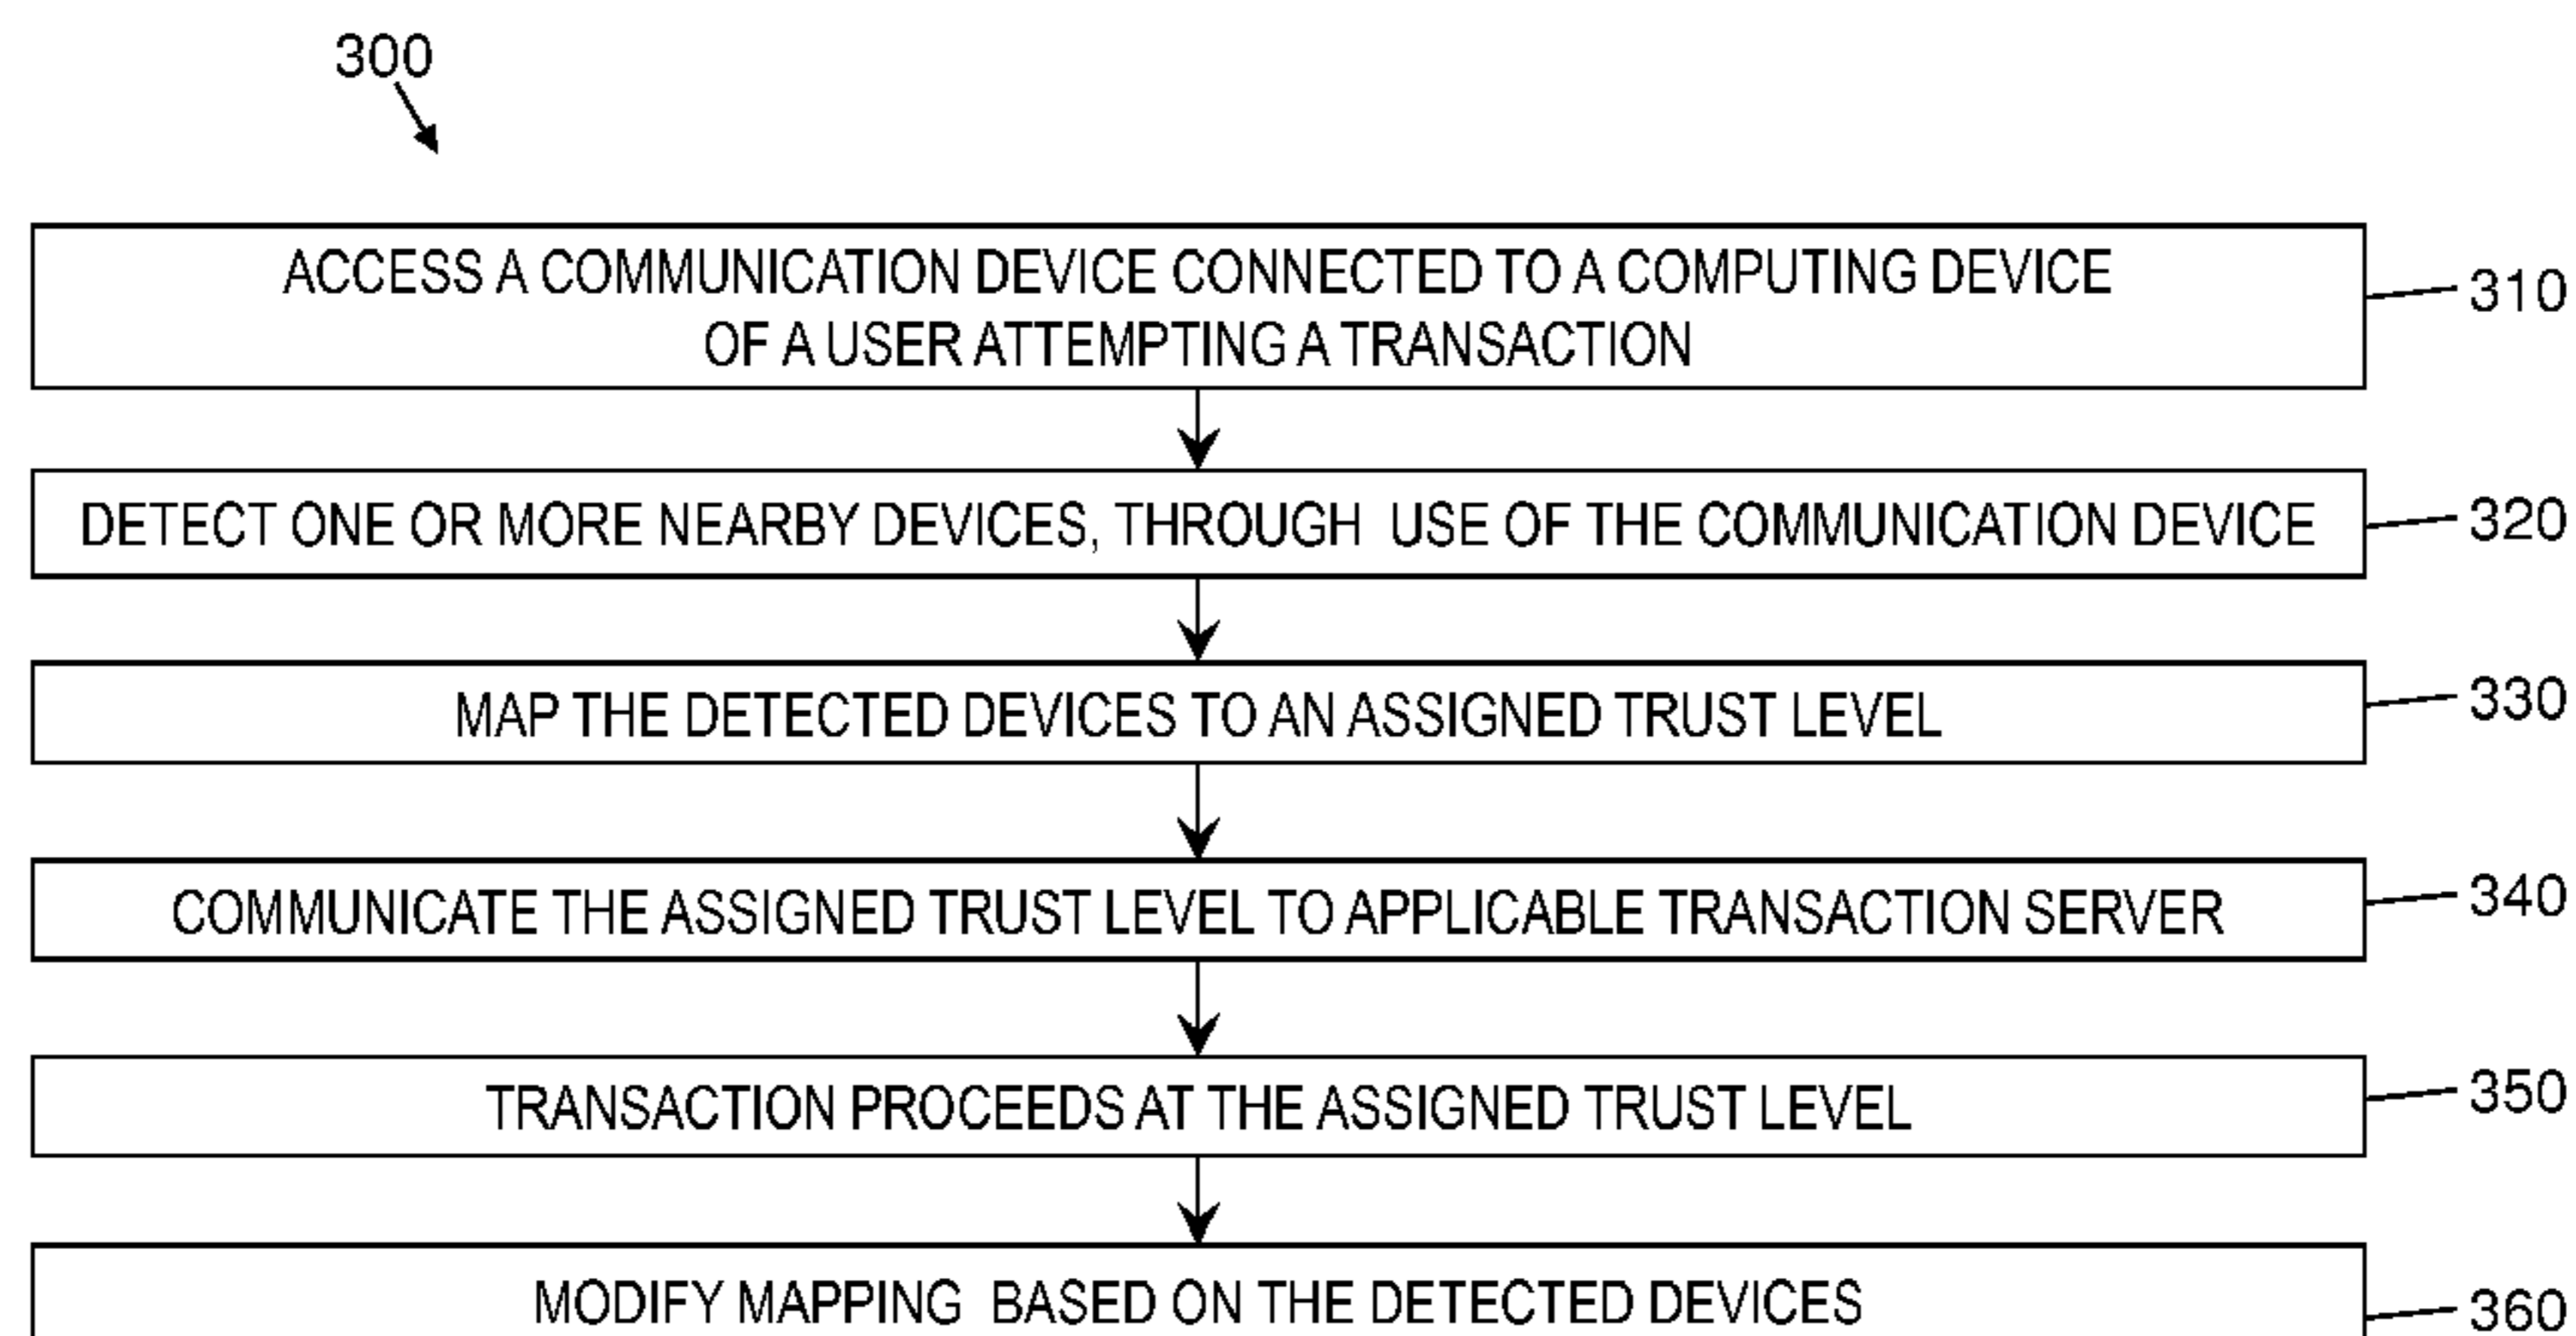 300
ACCESS A COMMUNICATION DEVICE CONNECTED TO A COMPUTING DEVICE
OF A USER ATTEMPTING A TRANSACTION
310
DETECT ONE OR MORE NEARBY DEVICES, THROUGH USE OF THE COMMUNICATION DEVICE
320
MAP THE DETECTED DEVICES TO AN ASSIGNED TRUST LEVEL
330
COMMUNICATE THE ASSIGNED TRUST LEVEL TO APPLICABLE TRANSACTION SERVER
340
TRANSACTION PROCEEDS AT THE ASSIGNED TRUST LEVEL
350
MODIFY MAPPING BASED ON THE DETECTED DEVICES
360